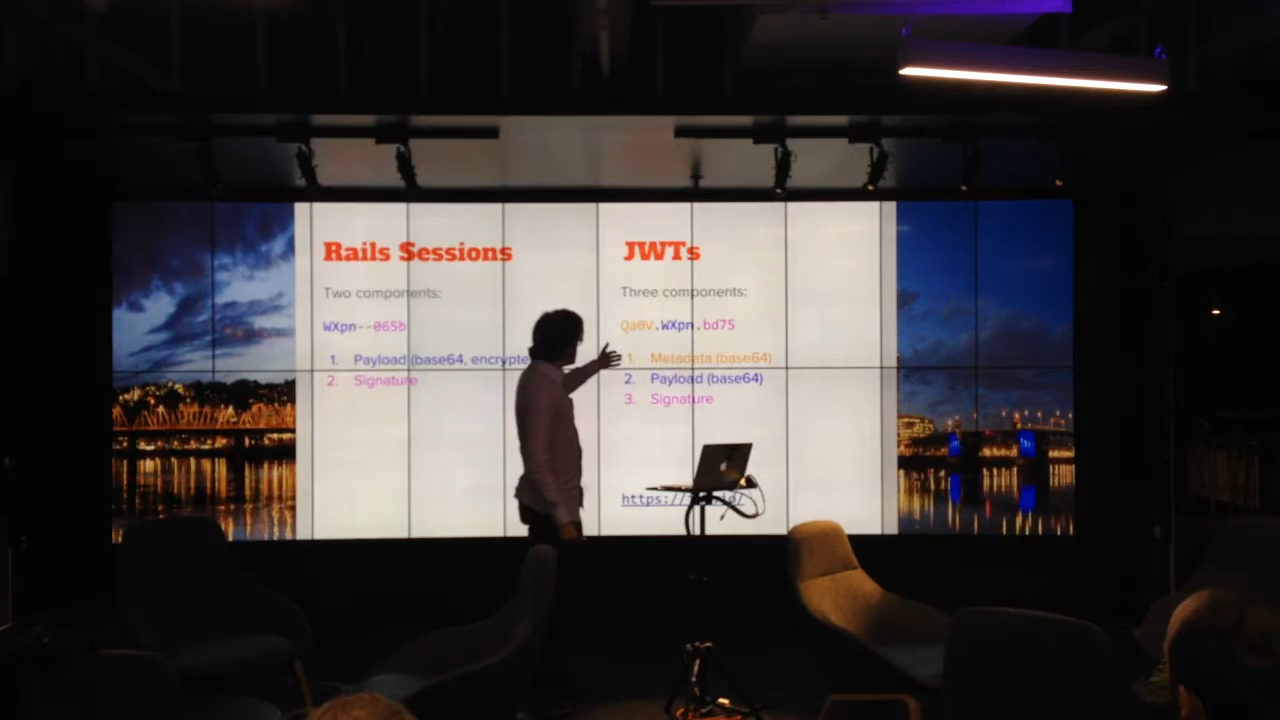 Rails Sessions
Two components:
WXpn--065b
1. Payload (base64, encrypte
2. Signature
JWTs
Three components:
Qa0V.WXpn.bd75
1. Metadata (base64)
2. Payload (base64)
3. Signature
https://